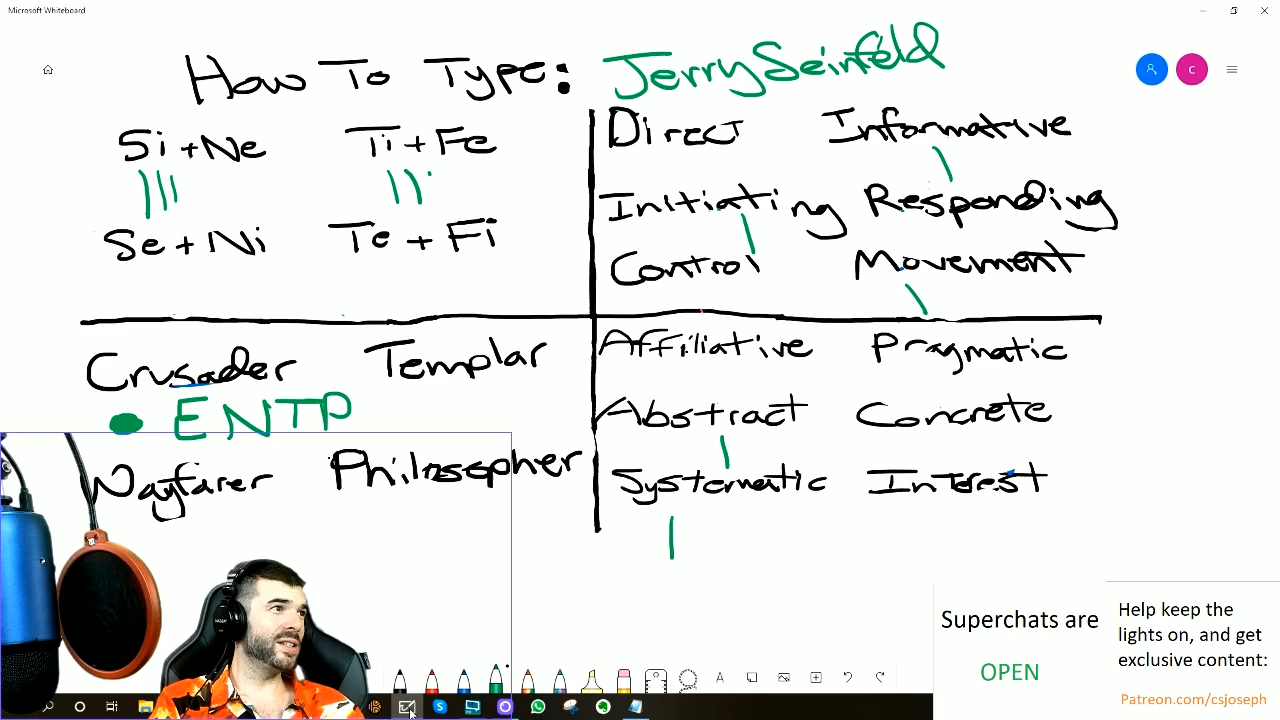 Microsoft Whiteboard
How To Type: Jerry Seinfeld
Si + Ne Ti + Fe
Se + Ni Te + Fi
Direct Informative
Initiating Responding
Control Movement
Crusader Templar
ENTP
Wayfarer Philosopher
Affiliative Pragmatic
Abstract Concrete
Systematic Interest
C
A
Superchats are
OPEN
Help keep the
lights on, and get
exclusive content:
Patreon.com/csjoseph